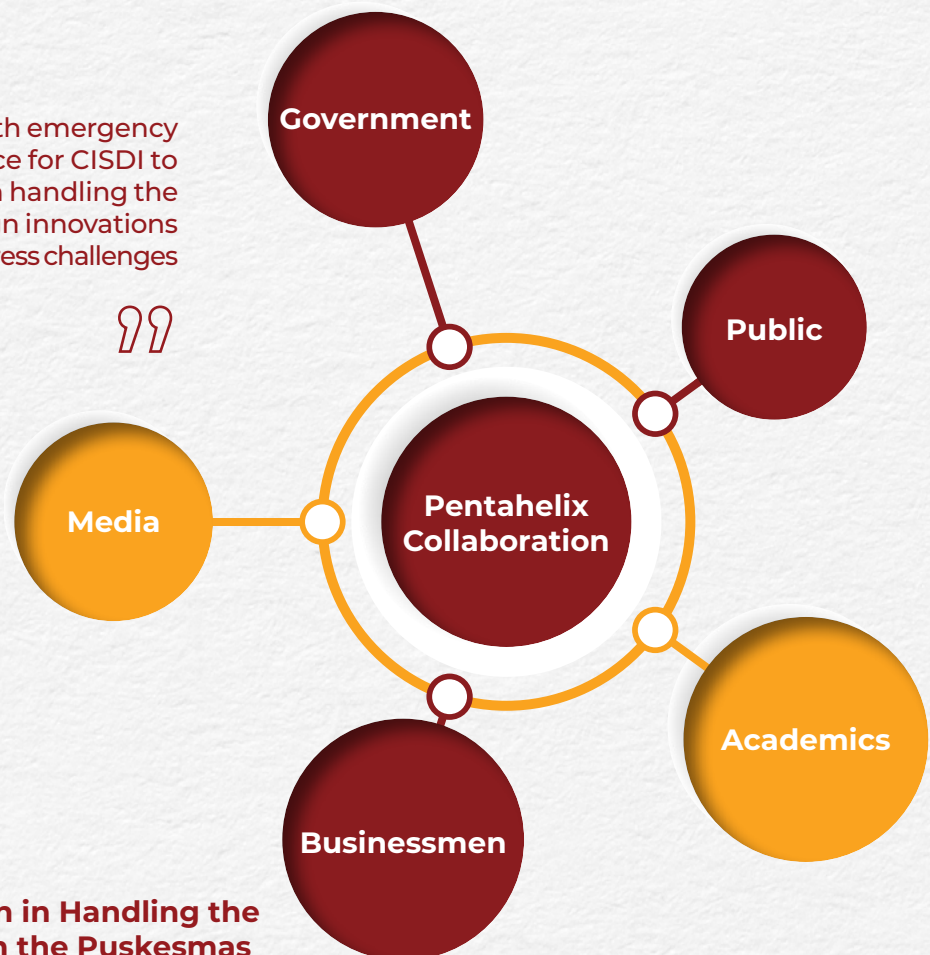 th emergency
ce for CISDI to
handling the
n innovations
ess challenges
”
Government
Public
Media
Pentahelix
Collaboration
Academics
Businessmen
n in Handling the
n the Puskesmas